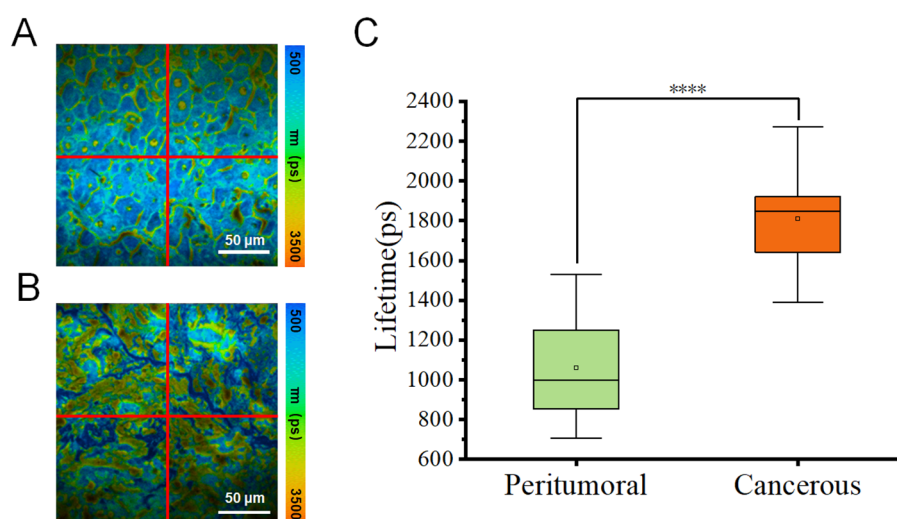 A
500
τm (ps)
3500
50 µm
B
500
τm (ps)
3500
50 µm
C
****
2400
2200
2000
1800
1600
1400
1200
1000
800
600
Lifetime(ps)
Peritumoral
Cancerous